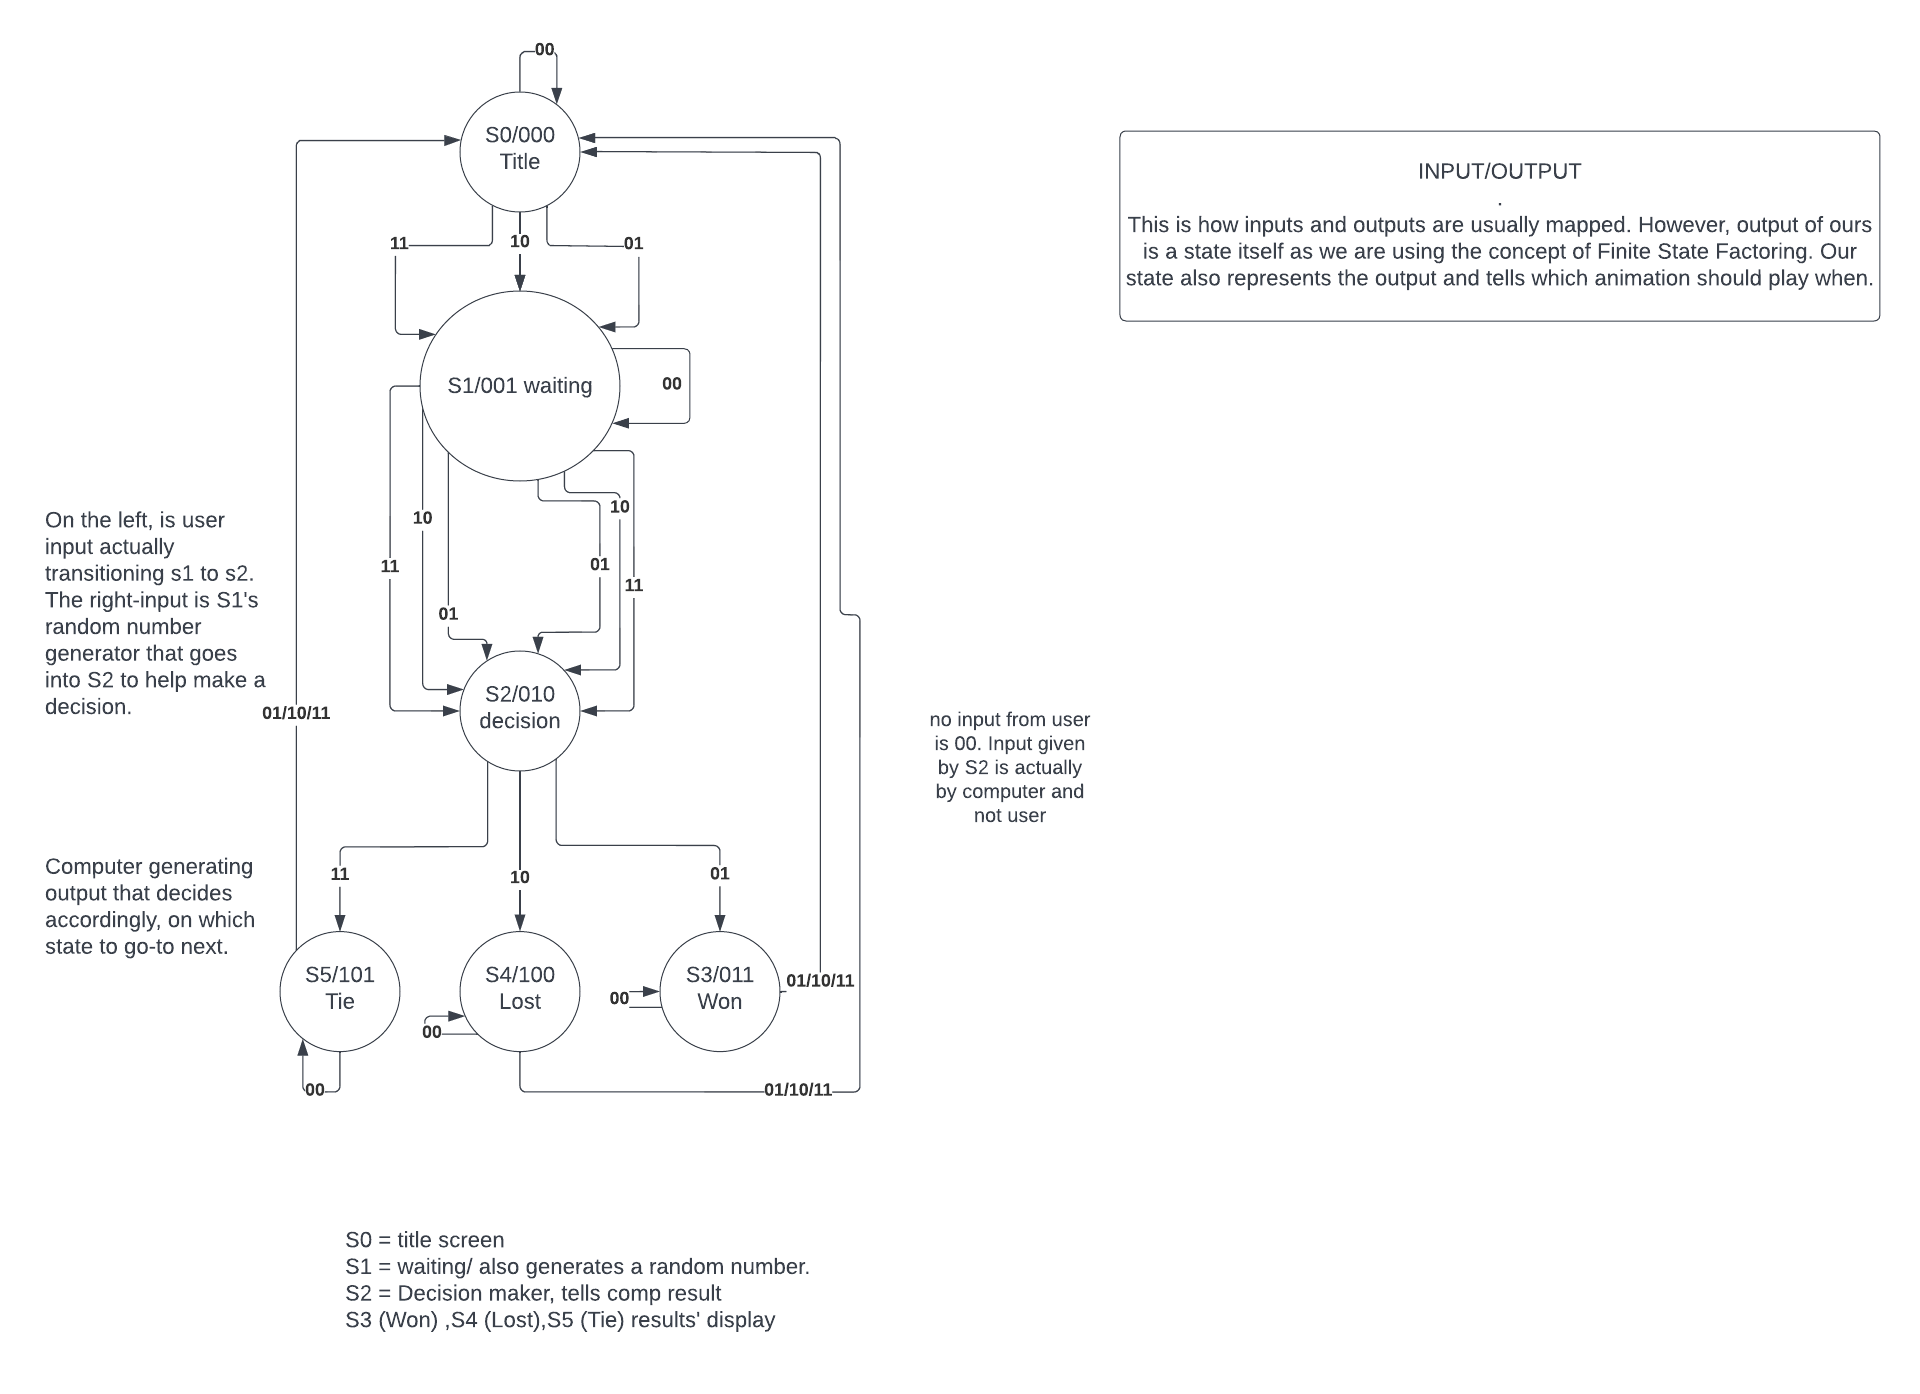 00
S0/000
Title
11
10
01
S1/001 waiting
00
10
11
01
10
01
11
S2/010
decision
11
10
01
S5/101
Tie
S4/100
Lost
S3/011
Won
00
00
00
01/10/11
01/10/11
01/10/11
INPUT/OUTPUT
.
This is how inputs and outputs are usually mapped. However, output of ours
is a state itself as we are using the concept of Finite State Factoring. Our
state also represents the output and tells which animation should play when.
On the left, is user
input actually
transitioning s1 to s2.
The right-input is S1's
random number
generator that goes
into S2 to help make a
decision.
Computer generating
output that decides
accordingly, on which
state to go-to next.
no input from user
is 00. Input given
by S2 is actually
by computer and
not user
S0 = title screen
S1 = waiting/ also generates a random number.
S2 = Decision maker, tells comp result
S3 (Won) ,S4 (Lost),S5 (Tie) results' display